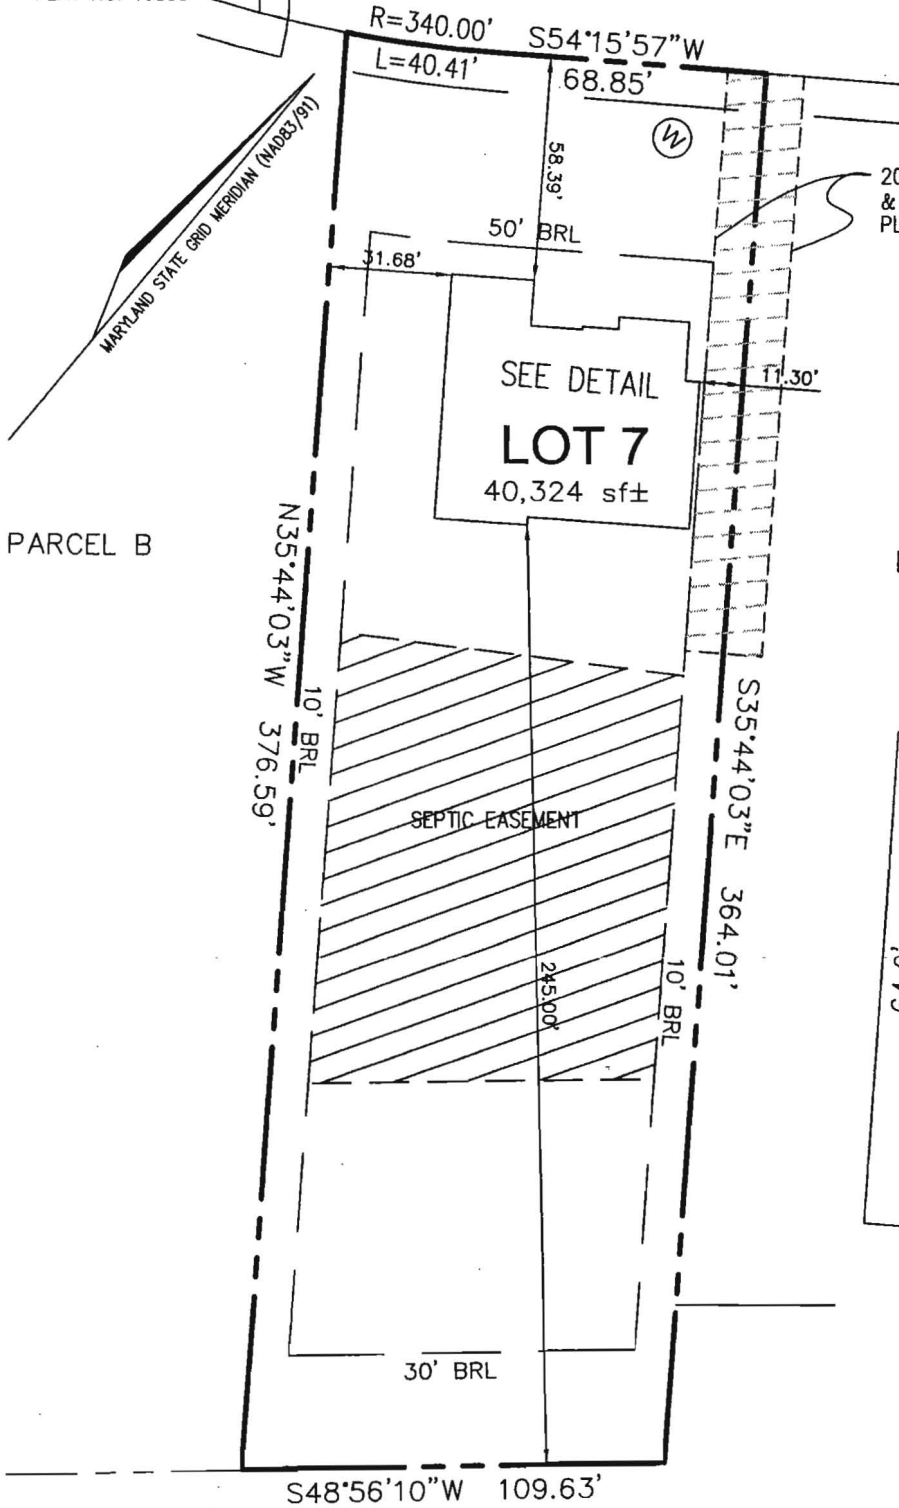 R=340.00'
S54°15'57"W
L=40.41'
68.85'
W
MARYLAND STATE GRID MERIDIAN (NAD83/91)
58.39'
20
&
50' BRL
31.68'
SEE DETAIL
11.30'
LOT 7
40,324 sf±
PARCEL B
N35°44'03"W 376.59'
10' BRL
S35°44'03"E 364.01'
SEPTIC EASEMENT
245.00'
10' BRL
30' BRL
S48°56'10"W 109.63'